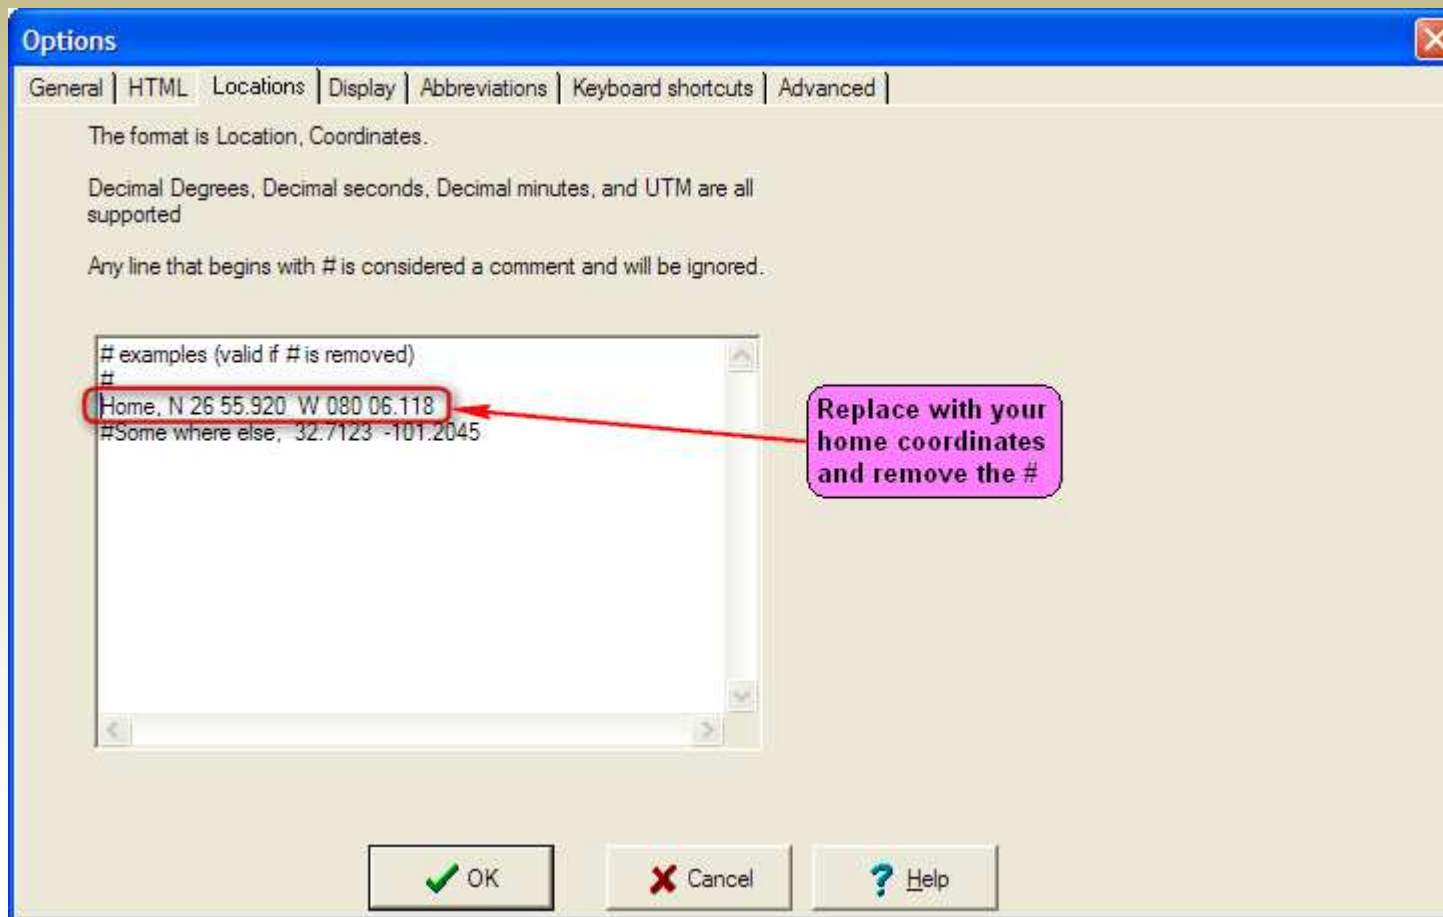 Options
General | HTML | Locations | Display | Abbreviations | Keyboard shortcuts | Advanced
The format is Location, Coordinates.
Decimal Degrees, Decimal seconds, Decimal minutes, and UTM are all
supported
Any line that begins with # is considered a comment and will be ignored.
# examples (valid if # is removed)
#
Home, N 26 55.920  W 080 06.118
#Some where else,  32.7123  -101.2045
Replace with your
home coordinates
and remove the #
OK
Cancel
Help